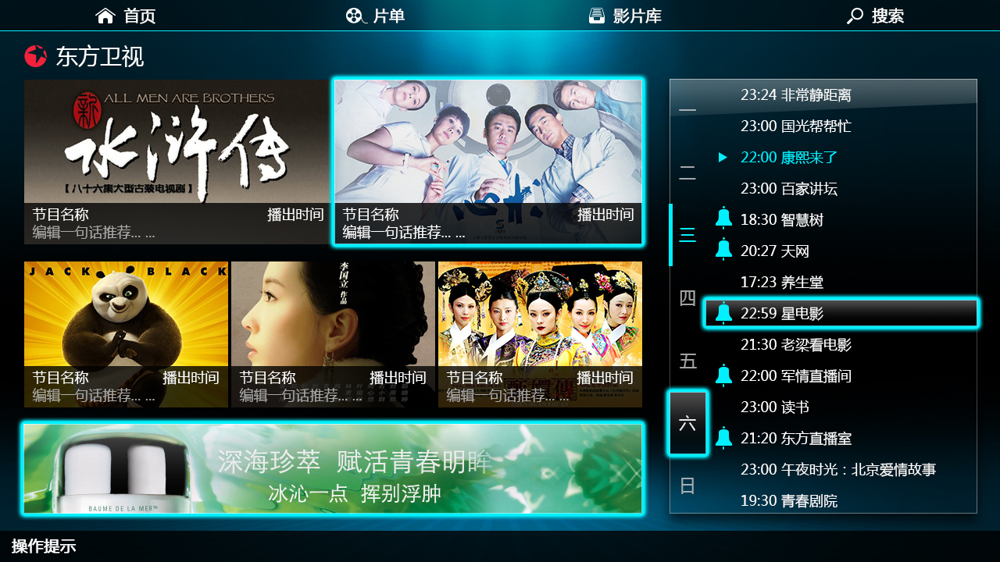 首页
片单
影片库
搜索
东方卫视
ALL MEN ARE BROTHERS
新
水浒传
【八十六集大型古装电视剧】
节目名称 播出时间
编辑一句话推荐... ...
心术
节目名称 播出时间
编辑一句话推荐... ...
JACK BLACK
节目名称 播出时间
编辑一句话推荐... ...
李国立 作品
节目名称 播出时间
编辑一句话推荐... ...
节目名称 播出时间
编辑一句话推荐... ...
深海珍萃 赋活青春明眸
冰沁一点 挥别浮肿
BAUME DE LA MER™
一
二
三
四
五
六
日
23:24 非常静距离
23:00 国光帮帮忙
22:00 康熙来了
23:00 百家讲坛
18:30 智慧树
20:27 天网
17:23 养生堂
22:59 星电影
21:30 老梁看电影
22:00 军情直播间
23:00 读书
21:20 东方直播室
23:00 午夜时光：北京爱情故事
19:30 青春剧院
操作提示